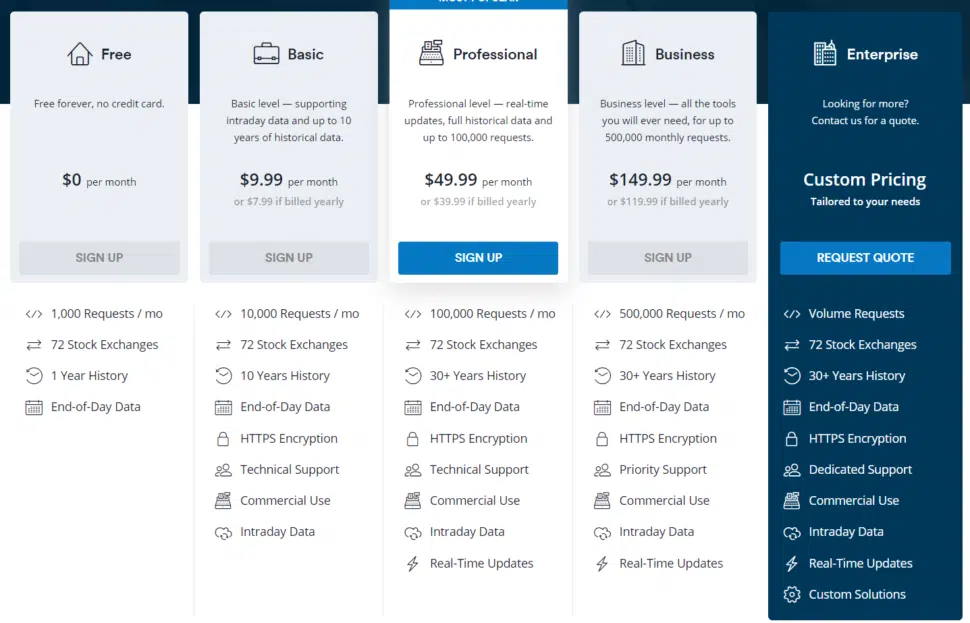 Free
Free forever, no credit card.
$0 per month
SIGN UP
1,000 Requests / mo
72 Stock Exchanges
1 Year History
End-of-Day Data
Basic
Basic level — supporting
intraday data and up to 10
years of historical data.
$9.99 per month
or $7.99 if billed yearly
SIGN UP
10,000 Requests / mo
72 Stock Exchanges
10 Years History
End-of-Day Data
HTTPS Encryption
Technical Support
Commercial Use
Intraday Data
Professional
Professional level — real-time
updates, full historical data and
up to 100,000 requests.
$49.99 per month
or $39.99 if billed yearly
SIGN UP
100,000 Requests / mo
72 Stock Exchanges
30+ Years History
End-of-Day Data
HTTPS Encryption
Technical Support
Commercial Use
Intraday Data
Real-Time Updates
Business
Business level — all the tools
you will ever need, for up to
500,000 monthly requests.
$149.99 per month
or $119.99 if billed yearly
SIGN UP
500,000 Requests / mo
72 Stock Exchanges
30+ Years History
End-of-Day Data
HTTPS Encryption
Priority Support
Commercial Use
Intraday Data
Real-Time Updates
Enterprise
Looking for more?
Contact us for a quote.
Custom Pricing
Tailored to your needs
REQUEST QUOTE
Volume Requests
72 Stock Exchanges
30+ Years History
End-of-Day Data
HTTPS Encryption
Dedicated Support
Commercial Use
Intraday Data
Real-Time Updates
Custom Solutions